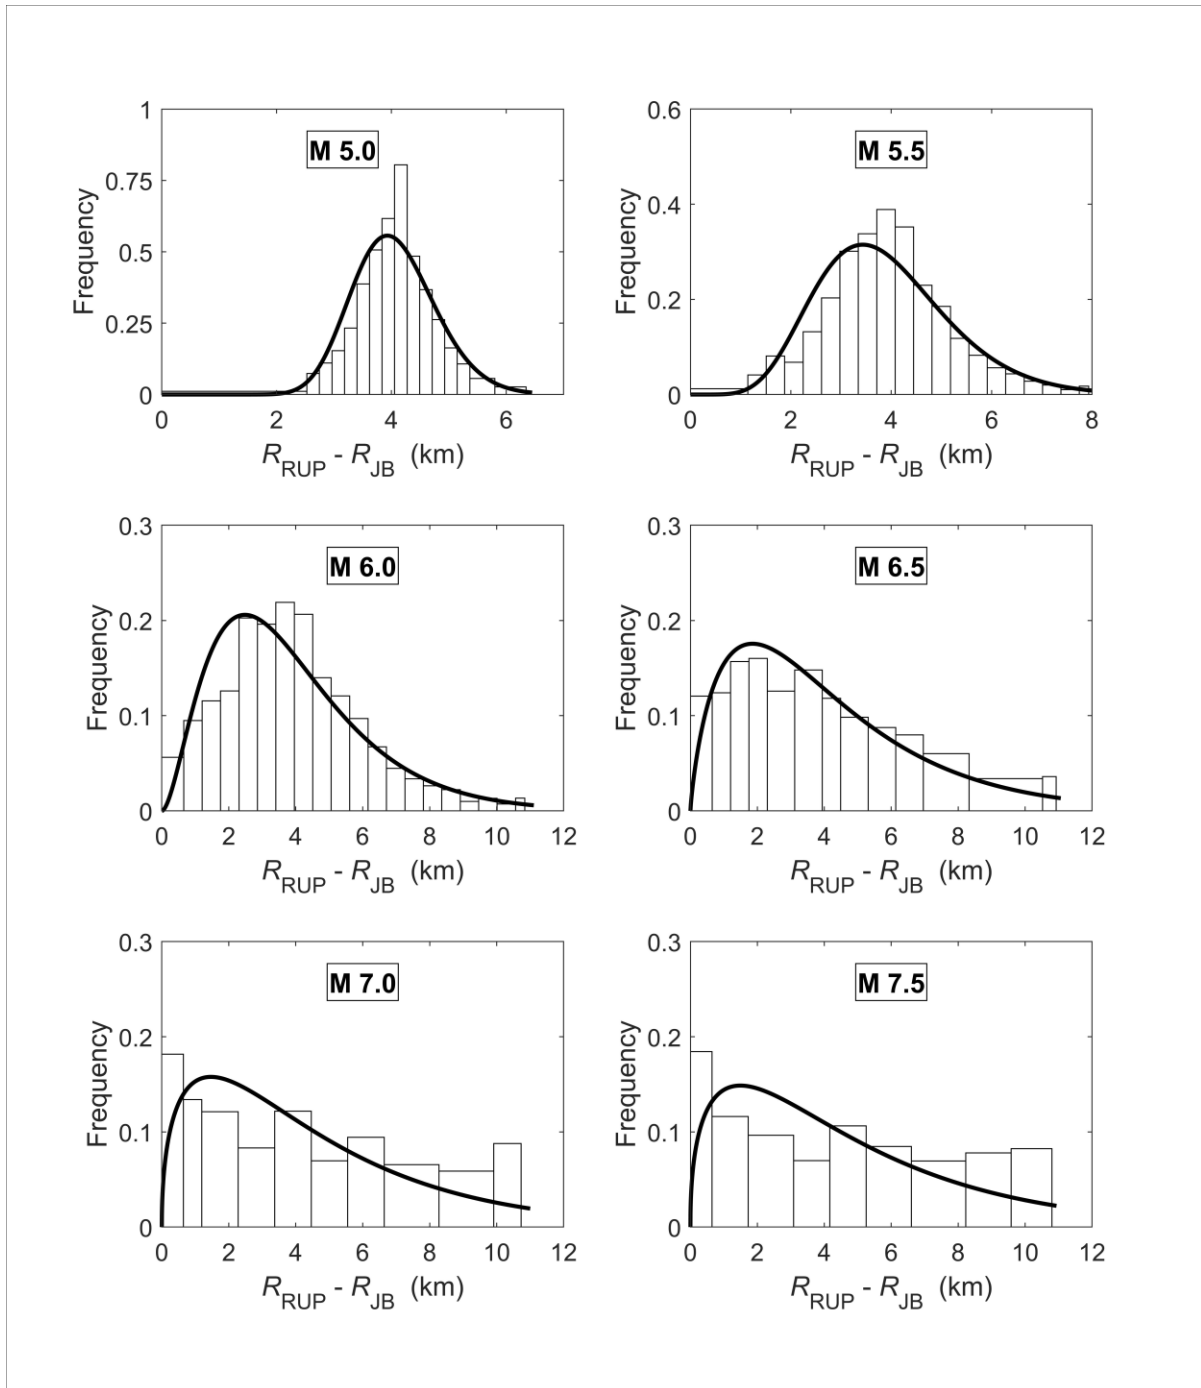 M 5.0
Frequency
1
0.75
0.5
0.25
0
0 2 4 6
R_RUP - R_JB (km)
M 5.5
Frequency
0.6
0.4
0.2
0
0 2 4 6 8
R_RUP - R_JB (km)
M 6.0
Frequency
0.3
0.2
0.1
0
0 2 4 6 8 10 12
R_RUP - R_JB (km)
M 6.5
Frequency
0.3
0.2
0.1
0
0 2 4 6 8 10 12
R_RUP - R_JB (km)
M 7.0
Frequency
0.3
0.2
0.1
0
0 2 4 6 8 10 12
R_RUP - R_JB (km)
M 7.5
Frequency
0.3
0.2
0.1
0
0 2 4 6 8 10 12
R_RUP - R_JB (km)